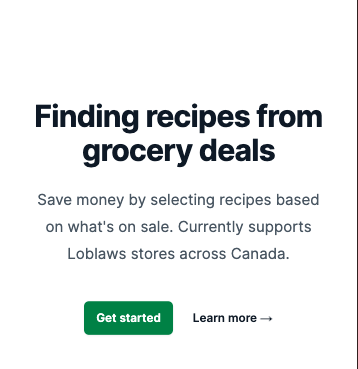 Finding recipes from
grocery deals
Save money by selecting recipes based
on what's on sale. Currently supports
Loblaws stores across Canada.
Get started
Learn more →